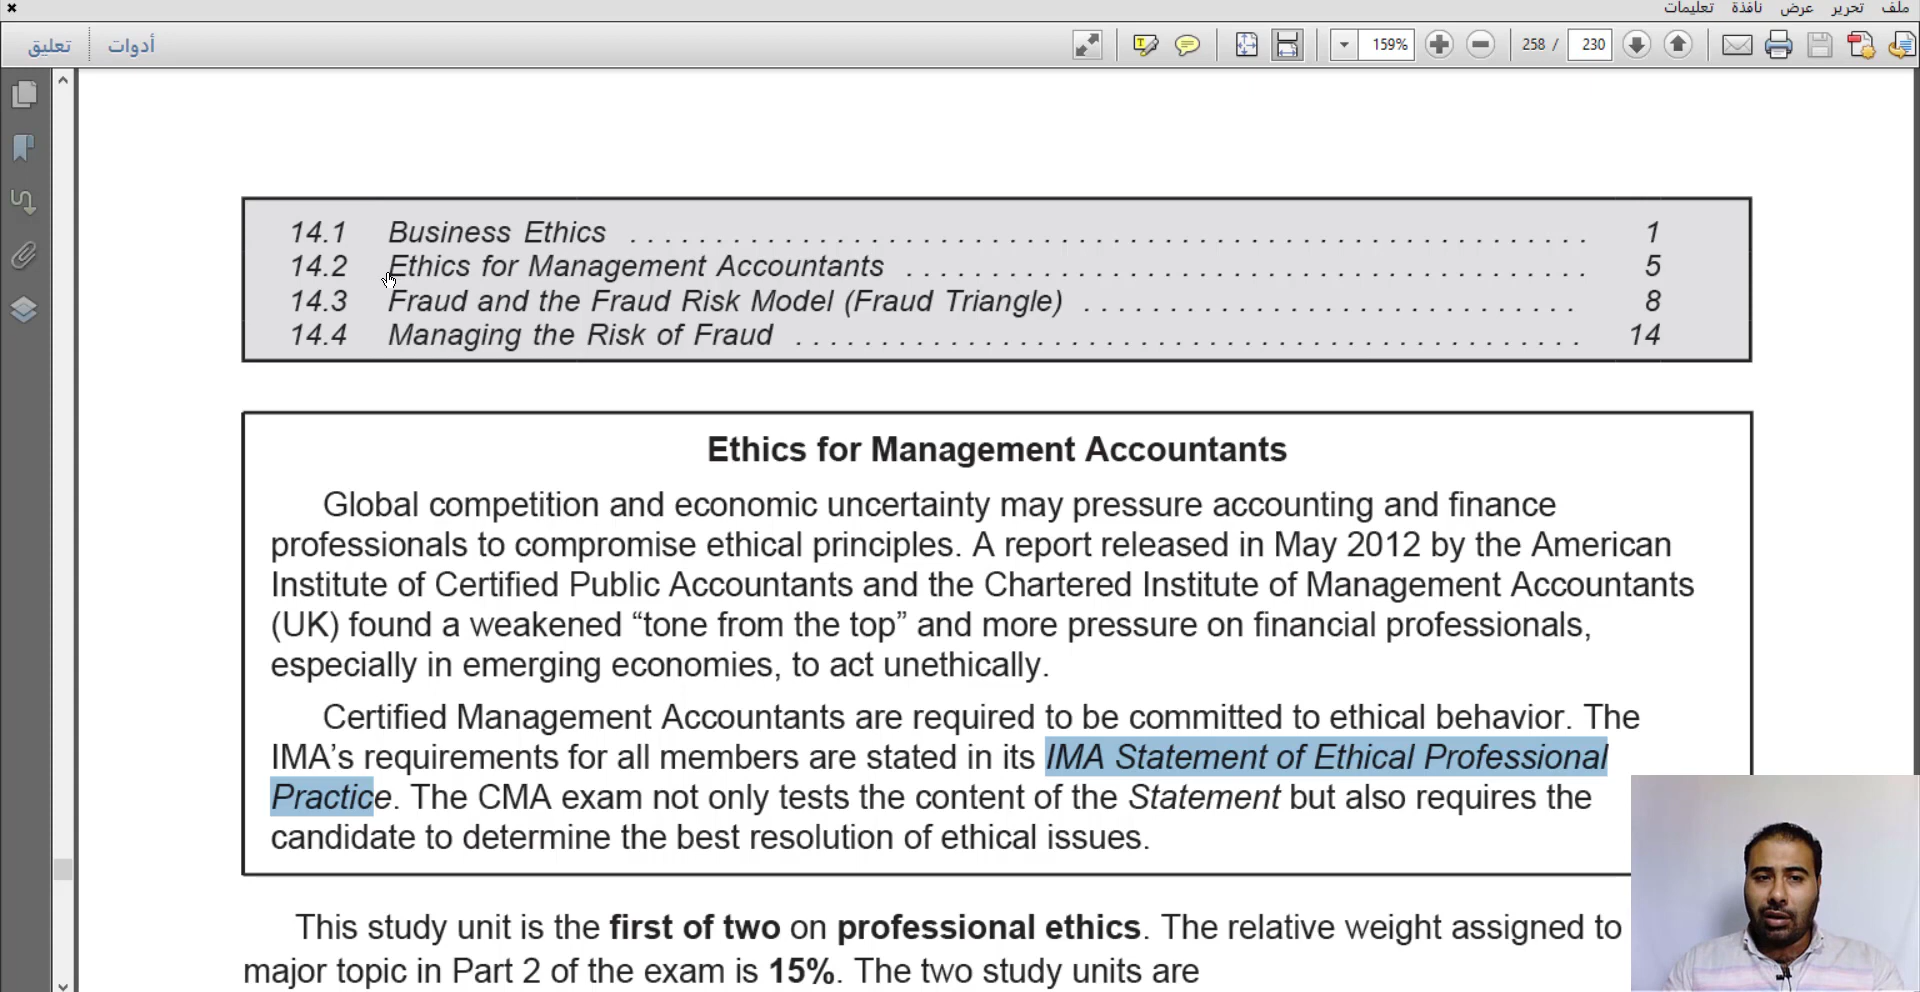 ملف تحرير عرض نافذة تعليمات
تعليق أدوات 159% 258 / 230
14.1 Business Ethics . . . . . . . . . . . . . . . . . . . . . . . . . . . . . . . . . . . . . . . . . . . . . . . . . . . . . . . . . 1
14.2 Ethics for Management Accountants . . . . . . . . . . . . . . . . . . . . . . . . . . . . . . . . . . . . . . . . 5
14.3 Fraud and the Fraud Risk Model (Fraud Triangle) . . . . . . . . . . . . . . . . . . . . . . . . . . . . . 8
14.4 Managing the Risk of Fraud . . . . . . . . . . . . . . . . . . . . . . . . . . . . . . . . . . . . . . . . . . . . . . . 14
Ethics for Management Accountants
Global competition and economic uncertainty may pressure accounting and finance
professionals to compromise ethical principles. A report released in May 2012 by the American
Institute of Certified Public Accountants and the Chartered Institute of Management Accountants
(UK) found a weakened “tone from the top” and more pressure on financial professionals,
especially in emerging economies, to act unethically.
Certified Management Accountants are required to be committed to ethical behavior. The
IMA’s requirements for all members are stated in its IMA Statement of Ethical Professional
Practice. The CMA exam not only tests the content of the Statement but also requires the
candidate to determine the best resolution of ethical issues.
This study unit is the first of two on professional ethics. The relative weight assigned to
major topic in Part 2 of the exam is 15%. The two study units are